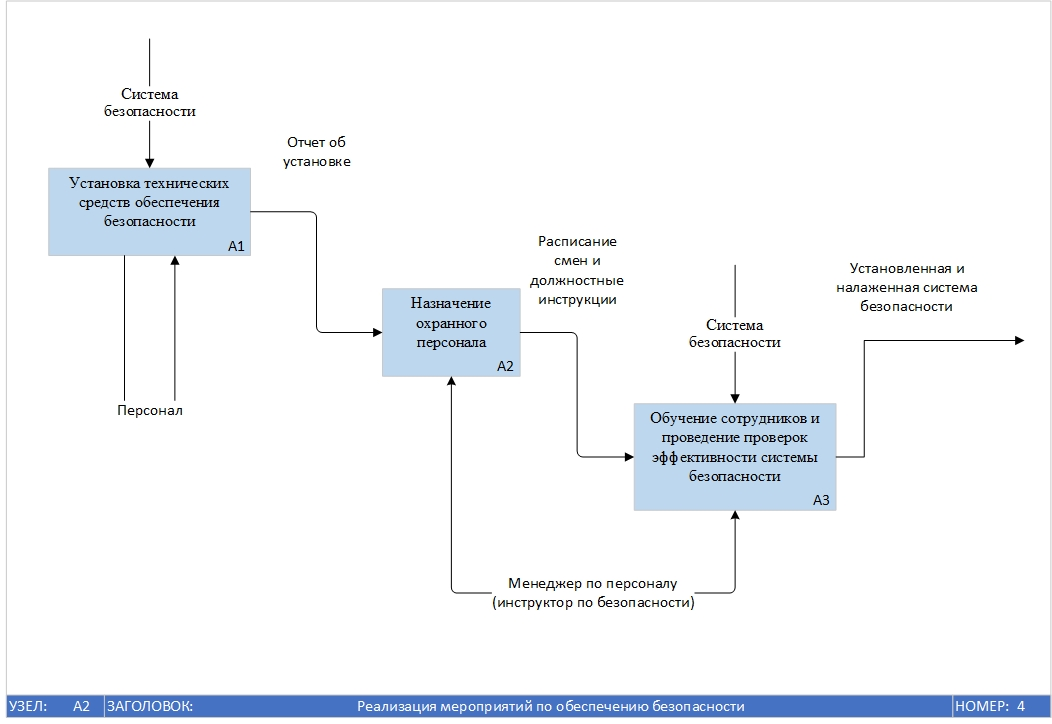 Система
безопасности
Отчет об
установке
Установка технических
средств обеспечения
безопасности
A1
Расписание
смен и
должностные
инструкции
Установленная и
налаженная система
безопасности
Назначение
охранного
персонала
A2
Система
безопасности
Персонал
Обучение сотрудников и
проведение проверок
эффективности системы
безопасности
A3
Менеджер по персоналу
(инструктор по безопасности)
УЗЕЛ: A2 ЗАГОЛОВОК: Реализация мероприятий по обеспечению безопасности НОМЕР: 4